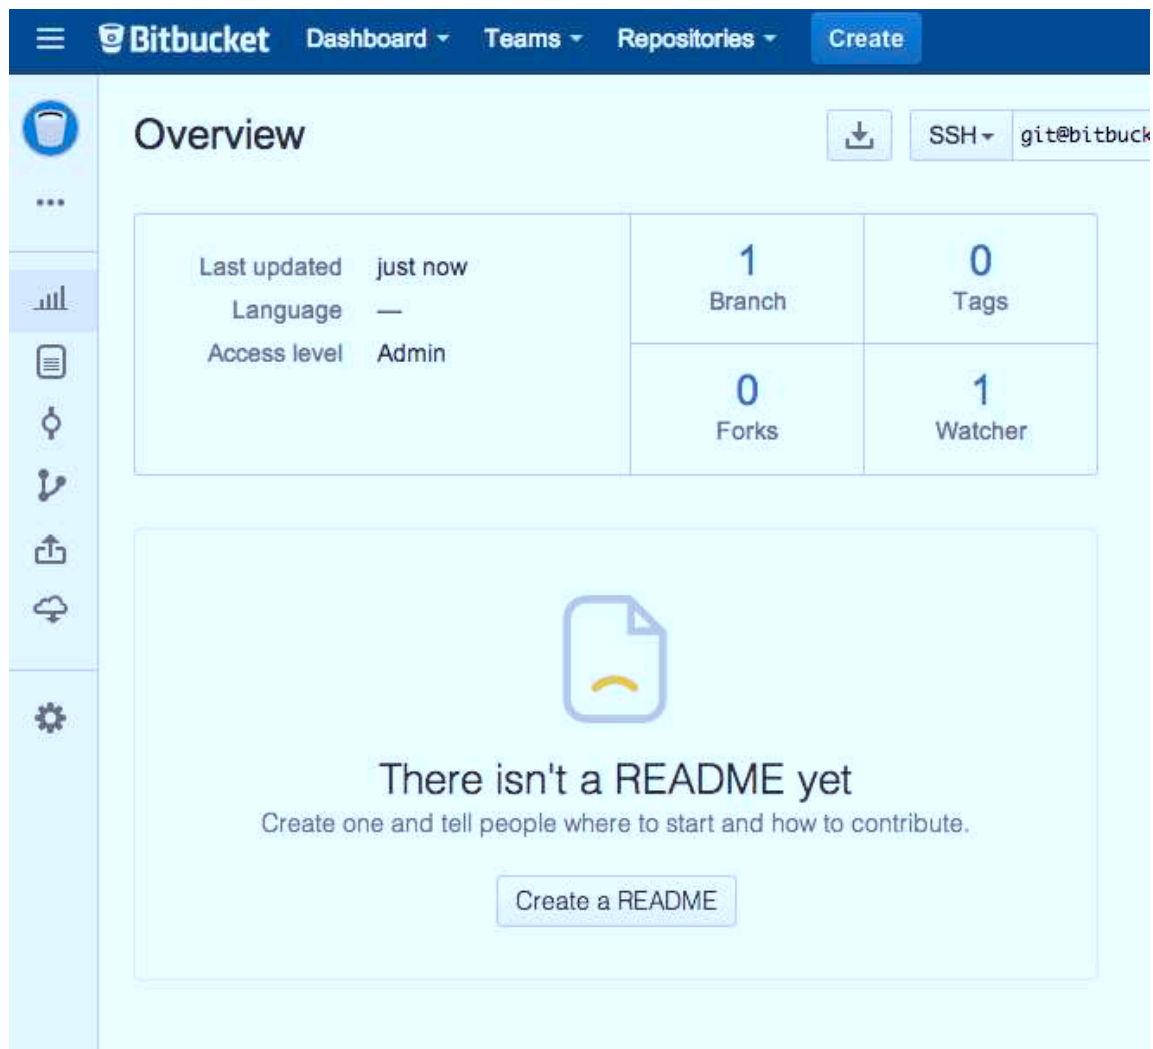 Bitbucket Dashboard Teams Repositories Create
Overview
SSH git@bitbuck
Last updated just now
Language —
Access level Admin
1
Branch
0
Tags
0
Forks
1
Watcher
There isn't a README yet
Create one and tell people where to start and how to contribute.
Create a README